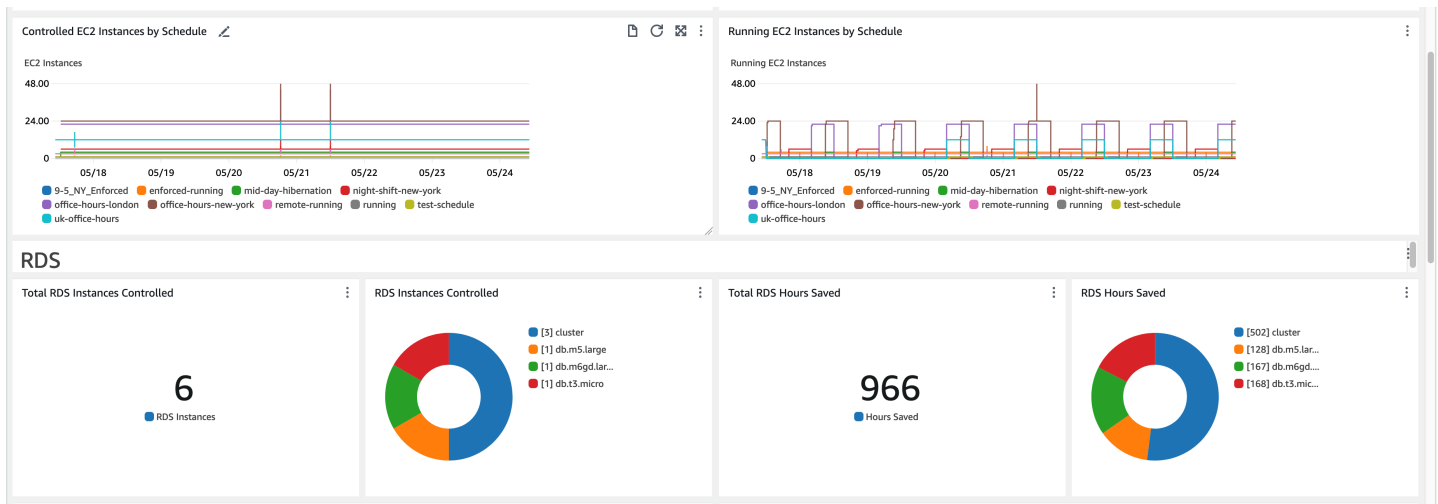 Controlled EC2 Instances by Schedule
EC2 Instances
48.00
24.00
0
05/18 05/19 05/20 05/21 05/22 05/23 05/24
9-5_NY_Enforced enforced-running mid-day-hibernation night-shift-new-york
office-hours-london office-hours-new-york remote-running running test-schedule
uk-office-hours
Running EC2 Instances by Schedule
Running EC2 Instances
48.00
24.00
0
05/18 05/19 05/20 05/21 05/22 05/23 05/24
9-5_NY_Enforced enforced-running mid-day-hibernation night-shift-new-york
office-hours-london office-hours-new-york remote-running running test-schedule
uk-office-hours
RDS
Total RDS Instances Controlled
6
RDS Instances
RDS Instances Controlled
[3] cluster
[1] db.m5.large
[1] db.m6gd.lar...
[1] db.t3.micro
Total RDS Hours Saved
966
Hours Saved
RDS Hours Saved
[502] cluster
[128] db.m5.lar...
[167] db.m6gd....
[168] db.t3.mic...